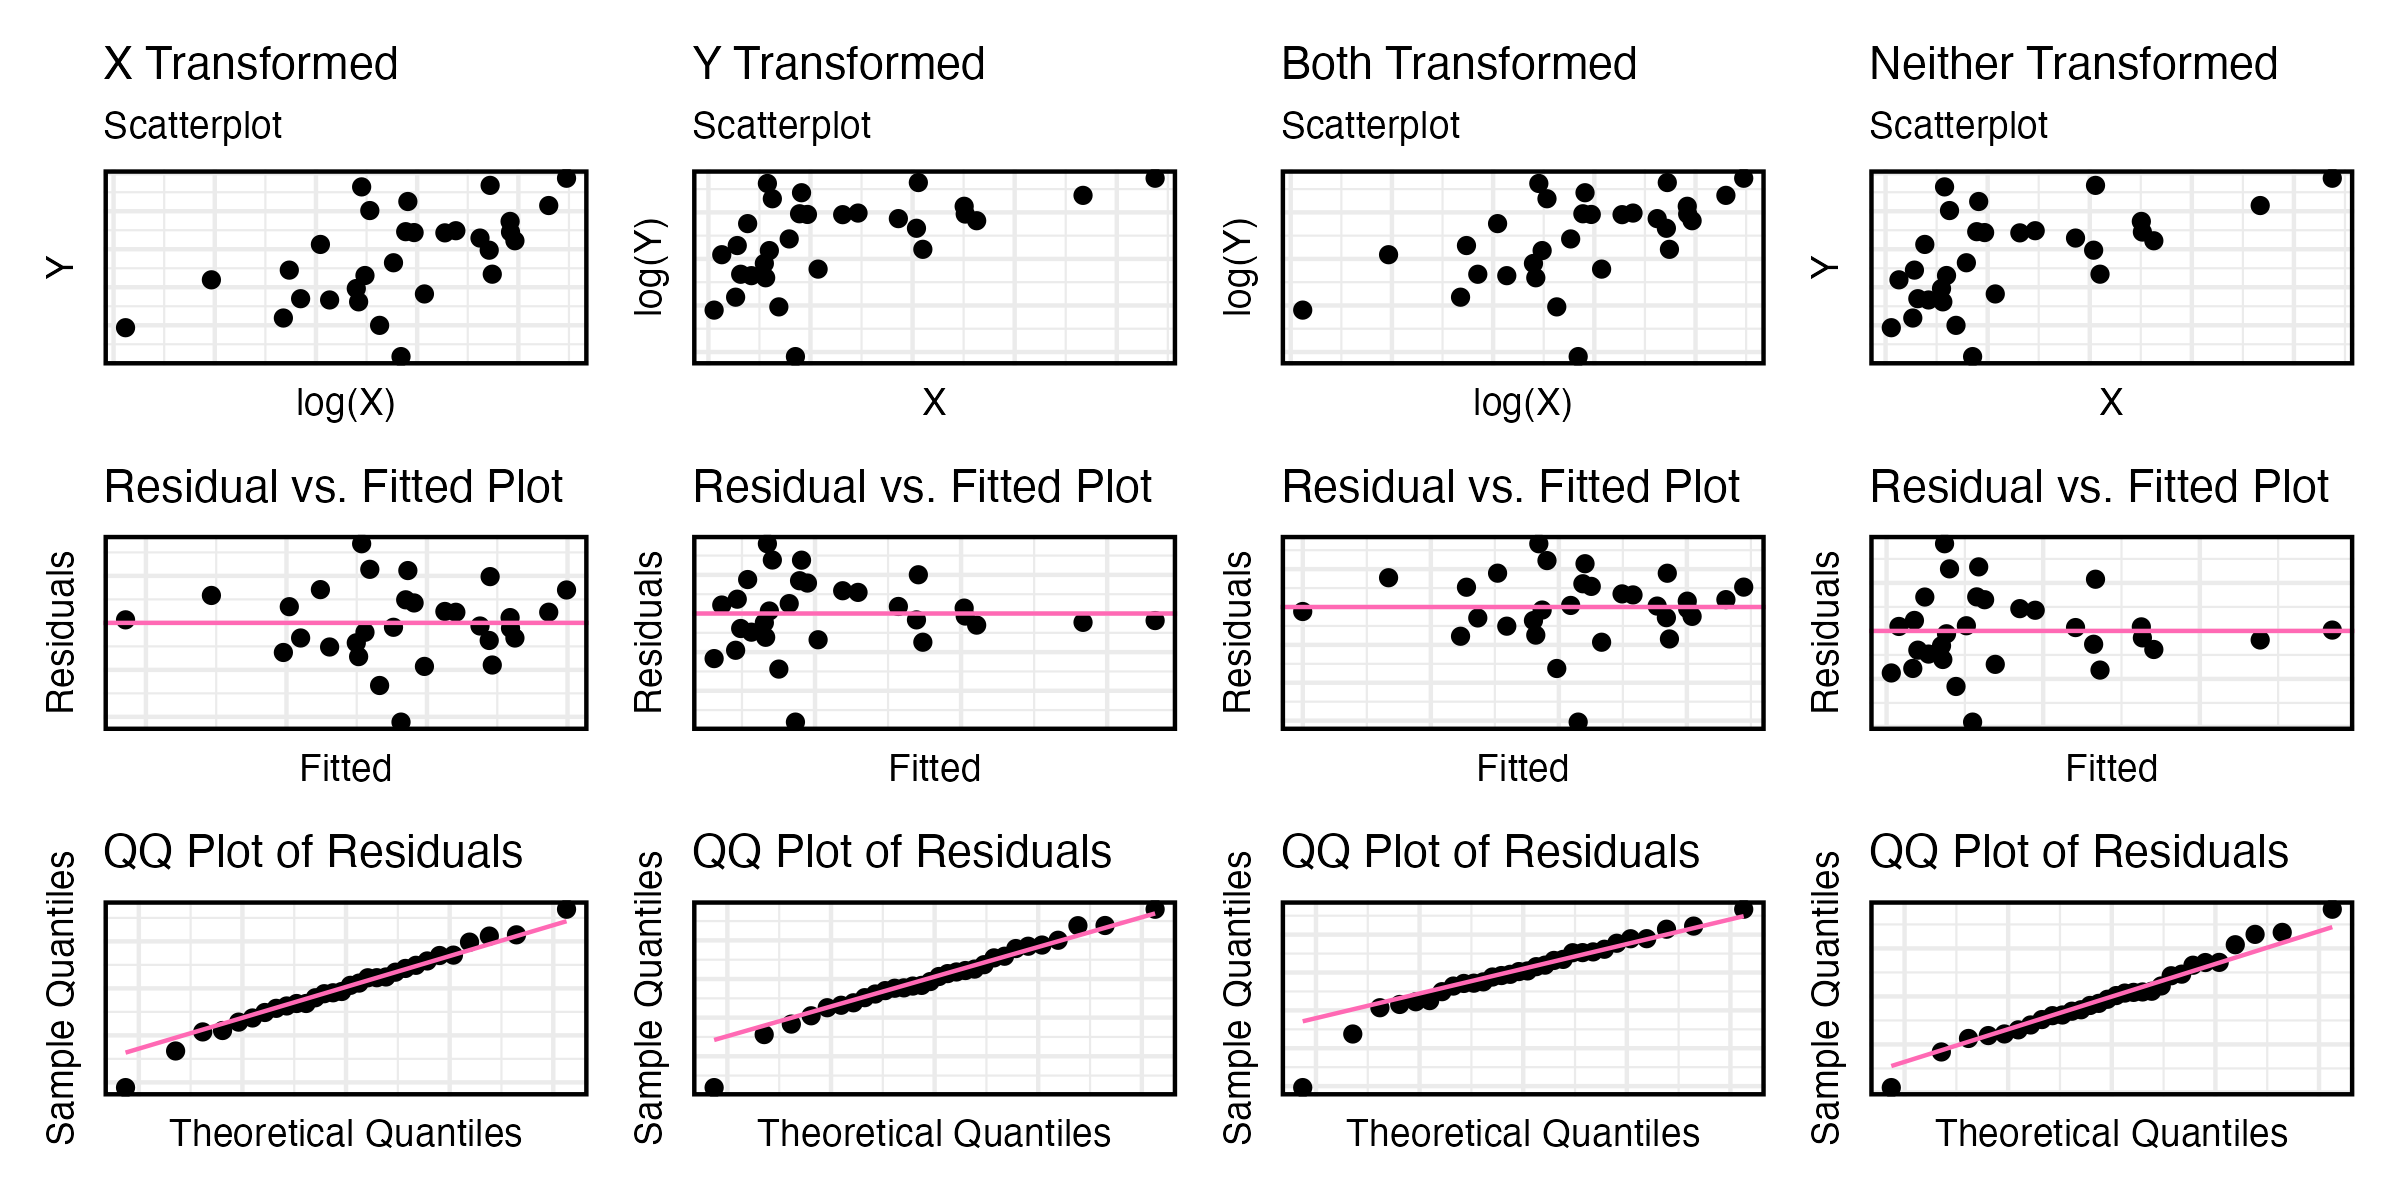 X Transformed
Y Transformed
Both Transformed
Neither Transformed
Scatterplot
Scatterplot
Scatterplot
Scatterplot
Y
log(Y)
log(Y)
Y
log(X)
X
log(X)
X
Residual vs. Fitted Plot
Residual vs. Fitted Plot
Residual vs. Fitted Plot
Residual vs. Fitted Plot
Residuals
Residuals
Residuals
Residuals
Fitted
Fitted
Fitted
Fitted
QQ Plot of Residuals
QQ Plot of Residuals
QQ Plot of Residuals
QQ Plot of Residuals
Sample Quantiles
Sample Quantiles
Sample Quantiles
Sample Quantiles
Theoretical Quantiles
Theoretical Quantiles
Theoretical Quantiles
Theoretical Quantiles